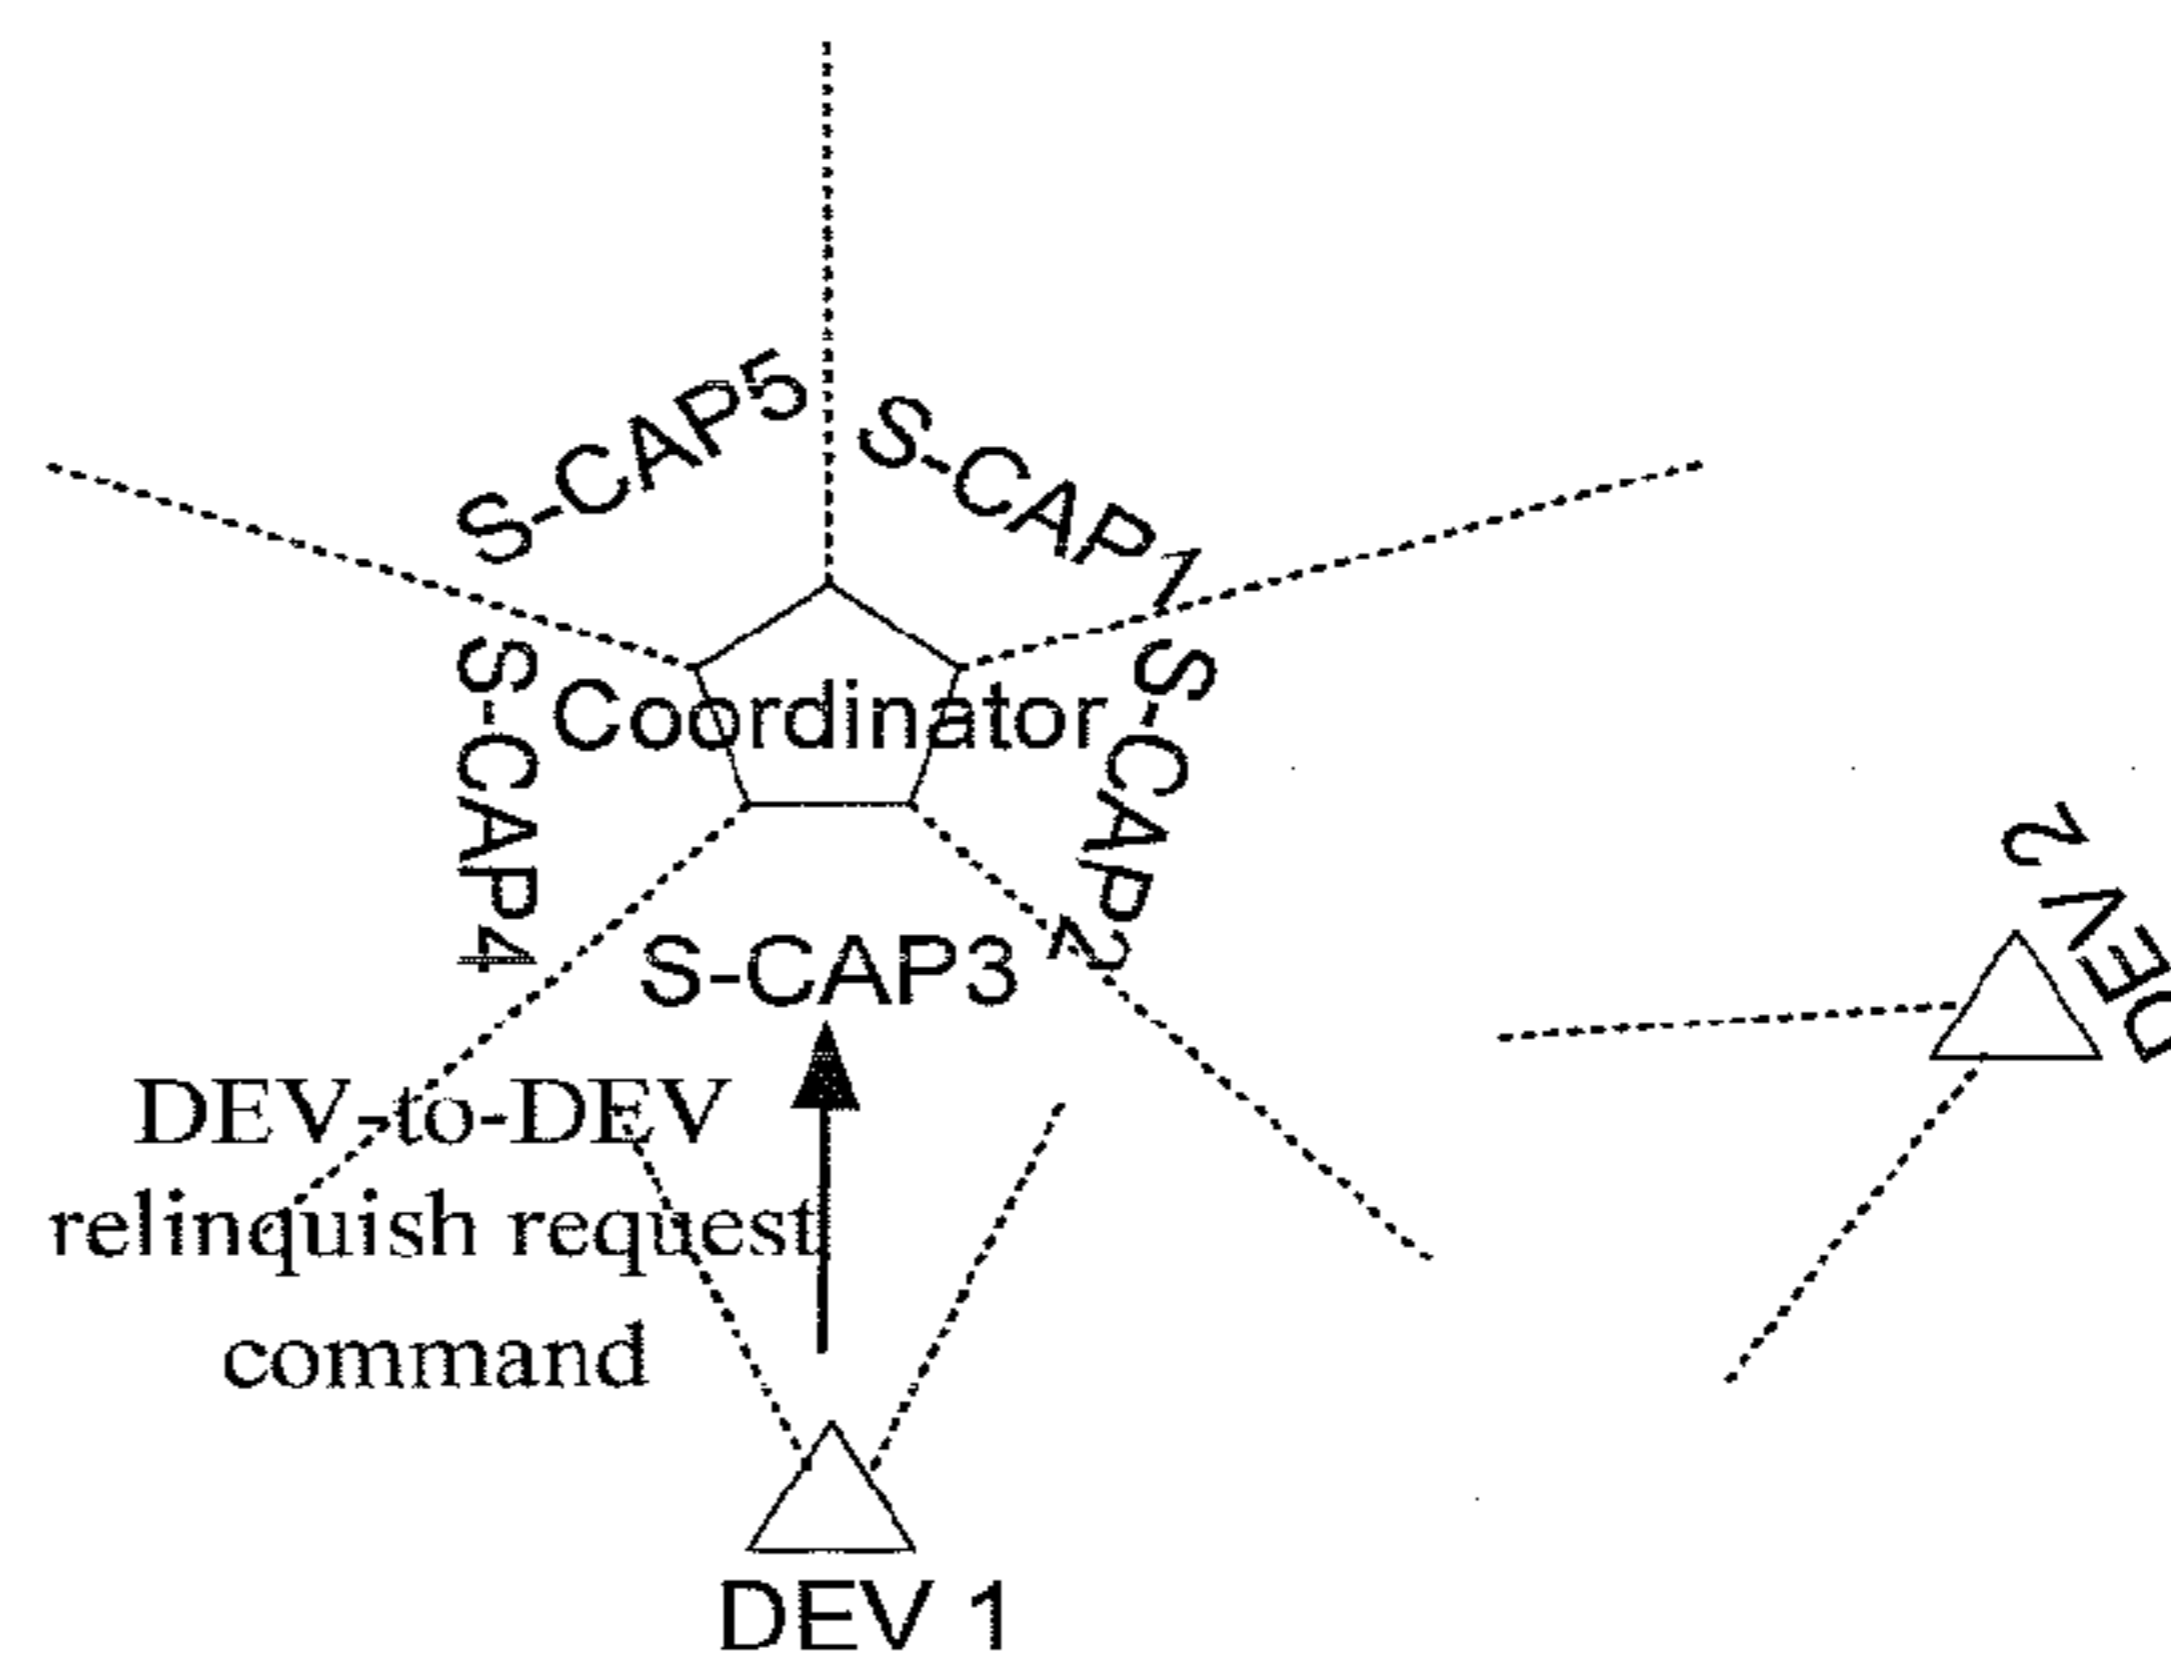 S-CAP5
S-CAP1
S-CAP4
Coordinator
S-CAP2
S-CAP3
DEV 2
DEV-to-DEV
relinquish request
command
DEV 1